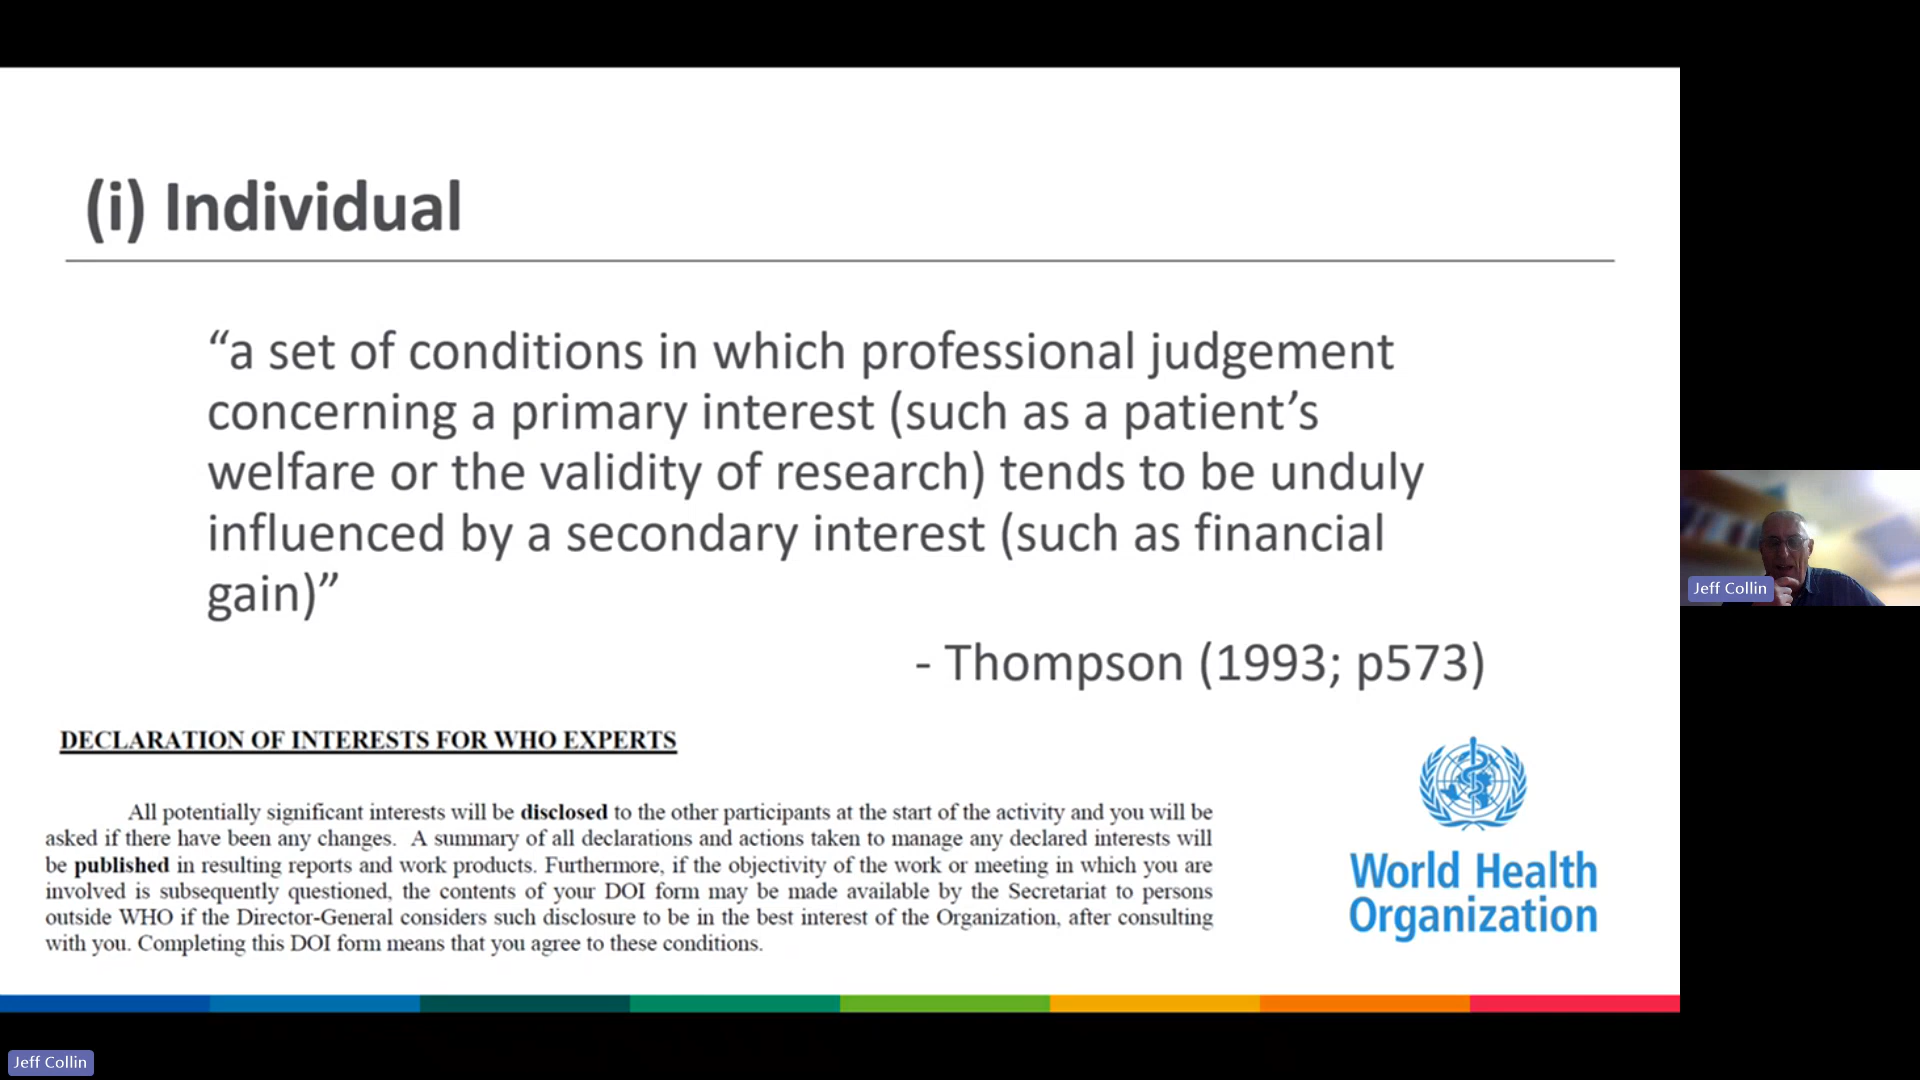 (i) Individual
“a set of conditions in which professional judgement
concerning a primary interest (such as a patient’s
welfare or the validity of research) tends to be unduly
influenced by a secondary interest (such as financial
gain)”
- Thompson (1993; p573)
DECLARATION OF INTERESTS FOR WHO EXPERTS
All potentially significant interests will be disclosed to the other participants at the start of the activity and you will be
asked if there have been any changes.  A summary of all declarations and actions taken to manage any declared interests will
be published in resulting reports and work products. Furthermore, if the objectivity of the work or meeting in which you are
involved is subsequently questioned, the contents of your DOI form may be made available by the Secretariat to persons
outside WHO if the Director-General considers such disclosure to be in the best interest of the Organization, after consulting
with you. Completing this DOI form means that you agree to these conditions.
World Health
Organization
Jeff Collin
Jeff Collin